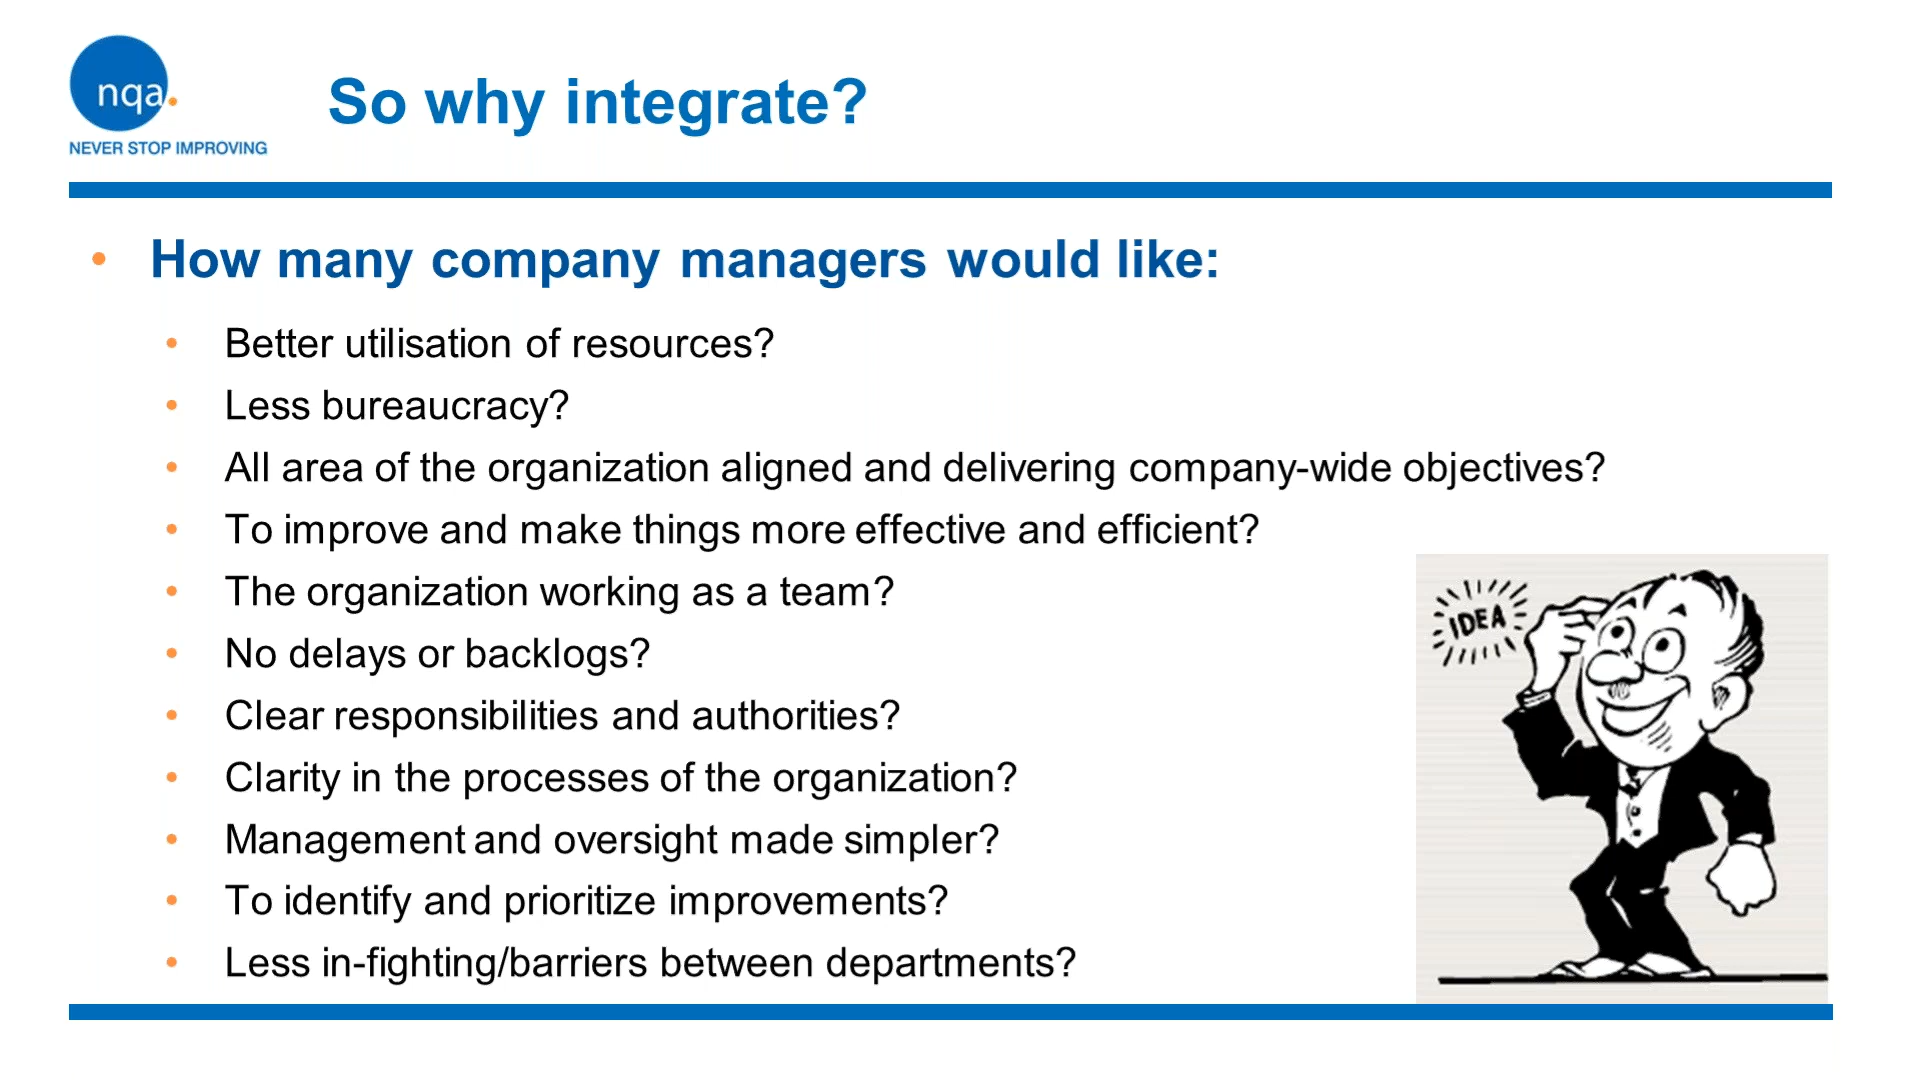 nqa.
NEVER STOP IMPROVING
So why integrate?
• How many company managers would like:
• Better utilisation of resources?
• Less bureaucracy?
• All area of the organization aligned and delivering company-wide objectives?
• To improve and make things more effective and efficient?
• The organization working as a team?
• No delays or backlogs?
• Clear responsibilities and authorities?
• Clarity in the processes of the organization?
• Management and oversight made simpler?
• To identify and prioritize improvements?
• Less in-fighting/barriers between departments?
IDEA